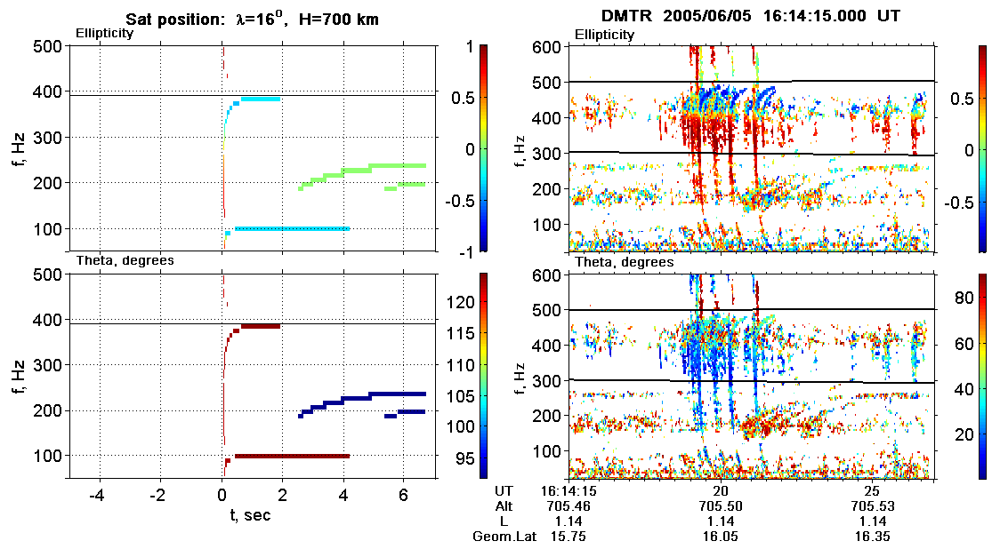 Sat position: λ=16⁰, H=700 km
DMTR 2005/06/05 16:14:15.000 UT
Ellipticity
500
400
300
200
100
f, Hz
1
0.5
0
-0.5
-1
Ellipticity
600
500
400
300
200
100
f, Hz
0.5
0
-0.5
Theta, degrees
500
400
300
200
100
f, Hz
-4 -2 0 2 4 6
t, sec
120
115
110
105
100
95
Theta, degrees
600
500
400
300
200
100
f, Hz
80
60
40
20
UT 16:14:15 20 25
Alt 705.46 705.50 705.53
L 1.14 1.14 1.14
Geom.Lat 15.75 16.05 16.35